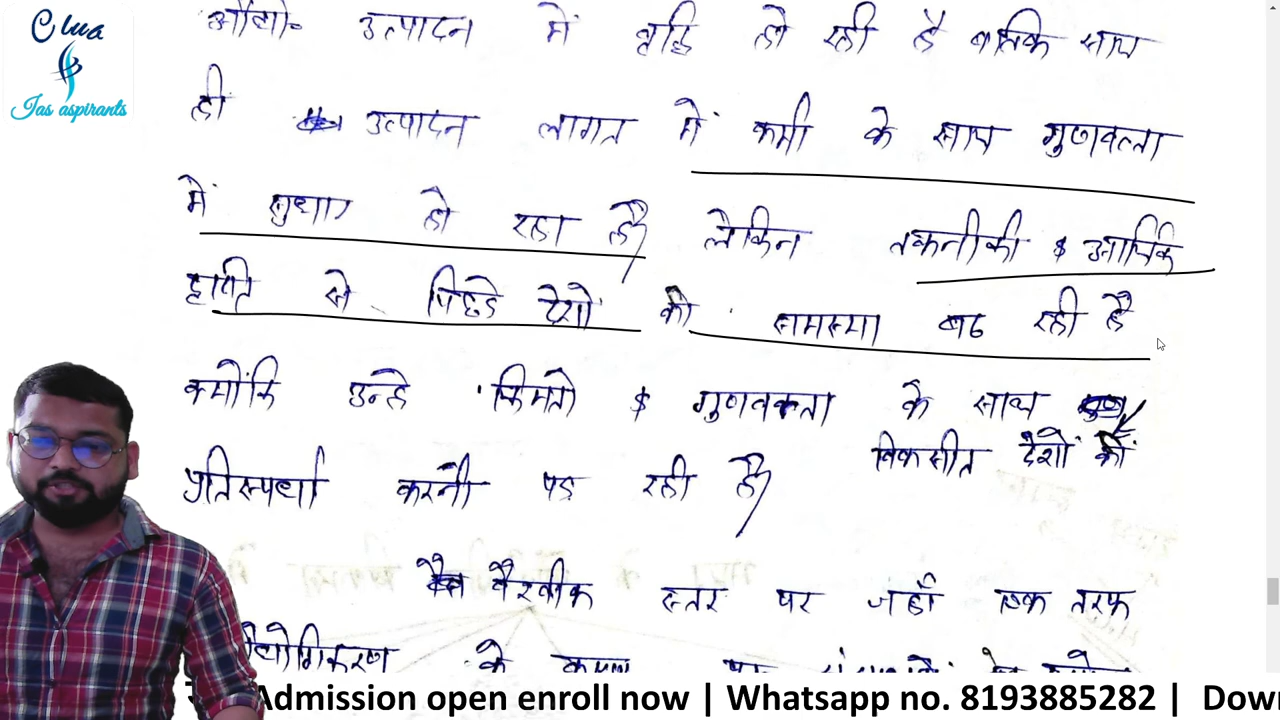 Clua
Ias aspirants
औद्यो॰ उत्पादन में वृद्धि हो रही है बल्कि साथ
ही उत्पादन लागत में कमी के साथ गुणवत्ता
में सुधार हो रहा है। लेकिन तकनीकी & आर्थिक
दृष्टि से पिछडे देशों की समस्या बढ रही है
क्योंकि उन्हे किमतो & गुणवत्ता के साथ
विकसीत देशों की
प्रतिस्पर्धा करनी पड रही है।
वैश्वीक स्तर पर जहाँ एक तरफ
के कारण
Admission open enroll now | Whatsapp no. 8193885282 | Dow